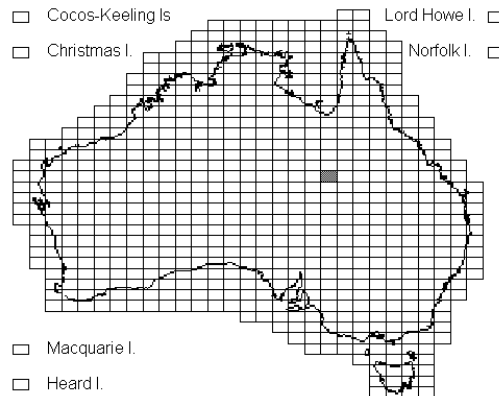 Cocos-Keeling Is
Lord Howe I.
Christmas I.
Norfolk I.
Macquarie I.
Heard I.